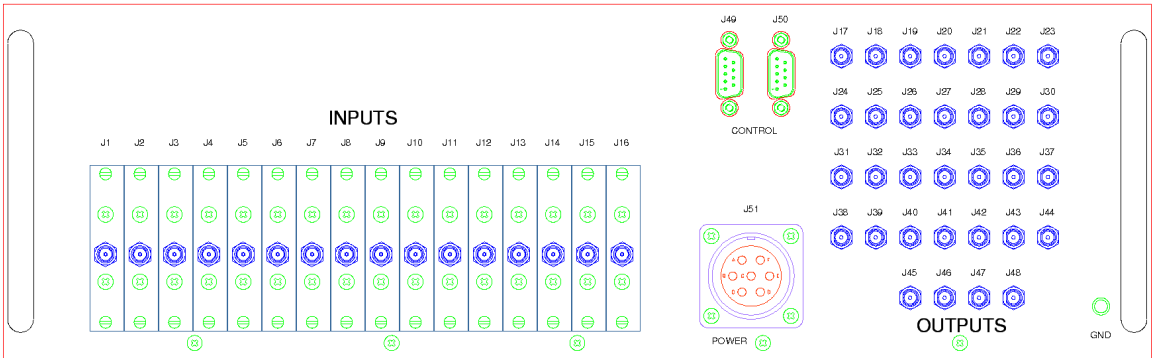 J49 J50
J17 J18 J19 J20 J21 J22 J23
J24 J25 J26 J27 J28 J29 J30
INPUTS
CONTROL
J1 J2 J3 J4 J5 J6 J7 J8 J9 J10 J11 J12 J13 J14 J15 J16
J31 J32 J33 J34 J35 J36 J37
J51
J38 J39 J40 J41 J42 J43 J44
J45 J46 J47 J48
OUTPUTS
GND
POWER